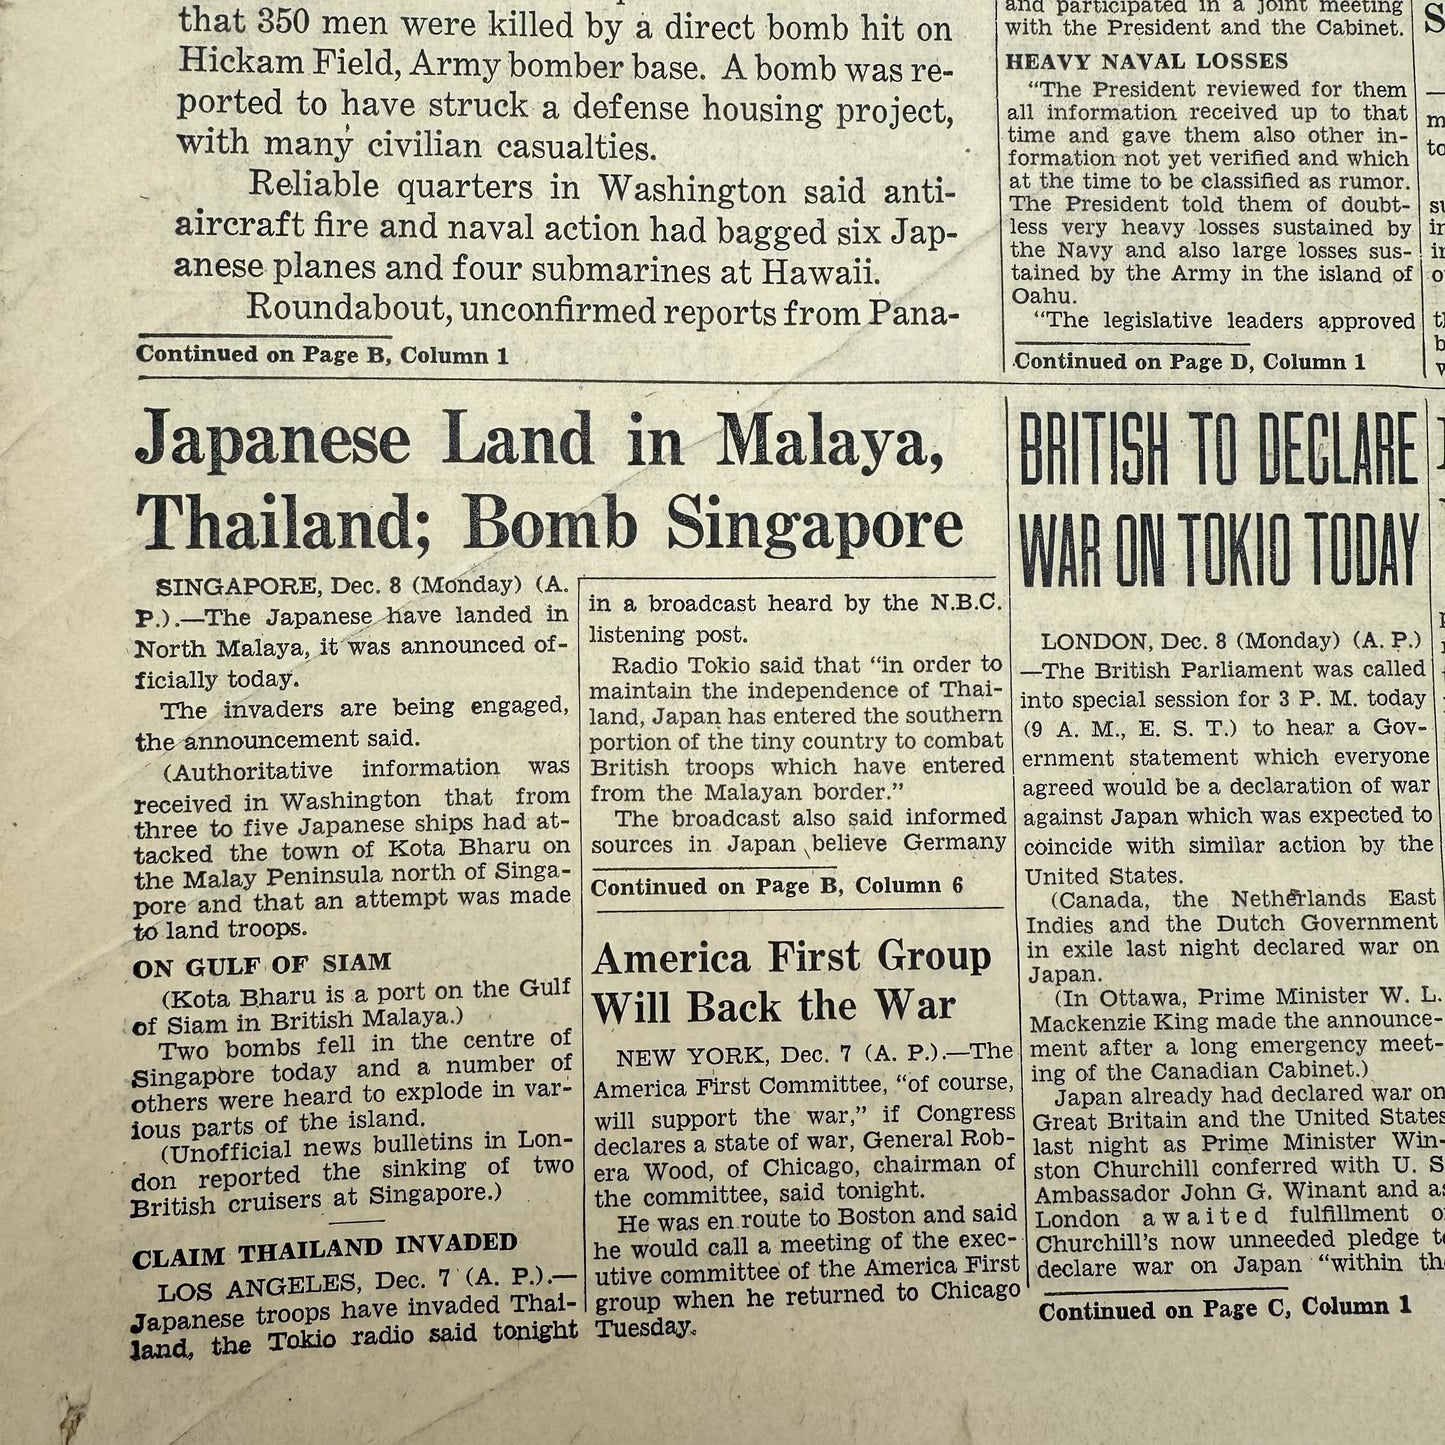 that 350 men were killed by a direct bomb hit on
Hickam Field, Army bomber base. A bomb was re-
ported to have struck a defense housing project,
with many civilian casualties.
Reliable quarters in Washington said anti-
aircraft fire and naval action had bagged six Jap-
anese planes and four submarines at Hawaii.
Roundabout, unconfirmed reports from Pana-
Continued on Page B, Column 1
and participated in a joint meeting
with the President and the Cabinet.
HEAVY NAVAL LOSSES
“The President reviewed for them
all information received up to that
time and gave them also other in-
formation not yet verified and which
at the time to be classified as rumor.
The President told them of doubt-
less very heavy losses sustained by
the Navy and also large losses sus-
tained by the Army in the island of
Oahu.
“The legislative leaders approved
Continued on Page D, Column 1
Japanese Land in Malaya,
Thailand; Bomb Singapore
SINGAPORE, Dec. 8 (Monday) (A.
P.).—The Japanese have landed in
North Malaya, it was announced of-
ficially today.
The invaders are being engaged,
the announcement said.
(Authoritative information was
received in Washington that from
three to five Japanese ships had at-
tacked the town of Kota Bharu on
the Malay Peninsula north of Singa-
pore and that an attempt was made
to land troops.
ON GULF OF SIAM
(Kota Bharu is a port on the Gulf
of Siam in British Malaya.)
Two bombs fell in the centre of
Singapore today and a number of
others were heard to explode in var-
ious parts of the island.
(Unofficial news bulletins in Lon-
don reported the sinking of two
British cruisers at Singapore.)
CLAIM THAILAND INVADED
LOS ANGELES, Dec. 7 (A. P.).—
Japanese troops have invaded Thai-
land, the Tokio radio said tonight
in a broadcast heard by the N.B.C.
listening post.
Radio Tokio said that “in order to
maintain the independence of Thai-
land, Japan has entered the southern
portion of the tiny country to combat
British troops which have entered
from the Malayan border.”
The broadcast also said informed
sources in Japan believe Germany
Continued on Page B, Column 6
America First Group
Will Back the War
NEW YORK, Dec. 7 (A. P.).—The
America First Committee, “of course,
will support the war,” if Congress
declares a state of war, General Rob-
era Wood, of Chicago, chairman of
the committee, said tonight.
He was en route to Boston and said
he would call a meeting of the exec-
utive committee of the America First
group when he returned to Chicago
Tuesday.
BRITISH TO DECLARE
WAR ON TOKIO TODAY
LONDON, Dec. 8 (Monday) (A. P.)
—The British Parliament was called
into special session for 3 P. M. today
(9 A. M., E. S. T.) to hear a Gov-
ernment statement which everyone
agreed would be a declaration of war
against Japan which was expected to
coincide with similar action by the
United States.
(Canada, the Netherlands East
Indies and the Dutch Government
in exile last night declared war on
Japan.
(In Ottawa, Prime Minister W. L.
Mackenzie King made the announce-
ment after a long emergency meet-
ing of the Canadian Cabinet.)
Japan already had declared war on
Great Britain and the United States
last night as Prime Minister Win-
ston Churchill conferred with U. S
Ambassador John G. Winant and as
London awaited fulfillment o
Churchill's now unneeded pledge to
declare war on Japan “within the
Continued on Page C, Column 1